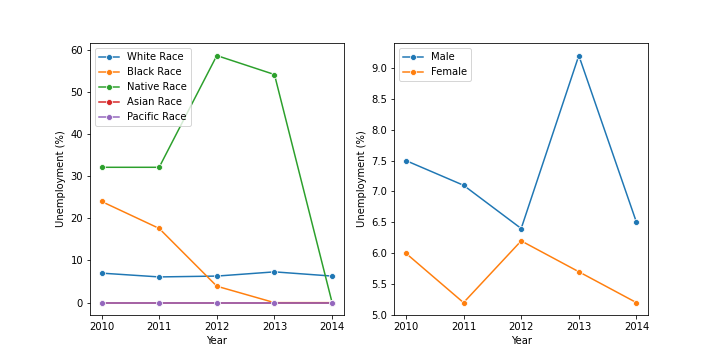 60
50
40
30
20
10
0
Unemployment (%)
White Race
Black Race
Native Race
Asian Race
Pacific Race
2010 2011 2012 2013 2014
Year
9.0
8.5
8.0
7.5
7.0
6.5
6.0
5.5
5.0
Unemployment (%)
Male
Female
2010 2011 2012 2013 2014
Year